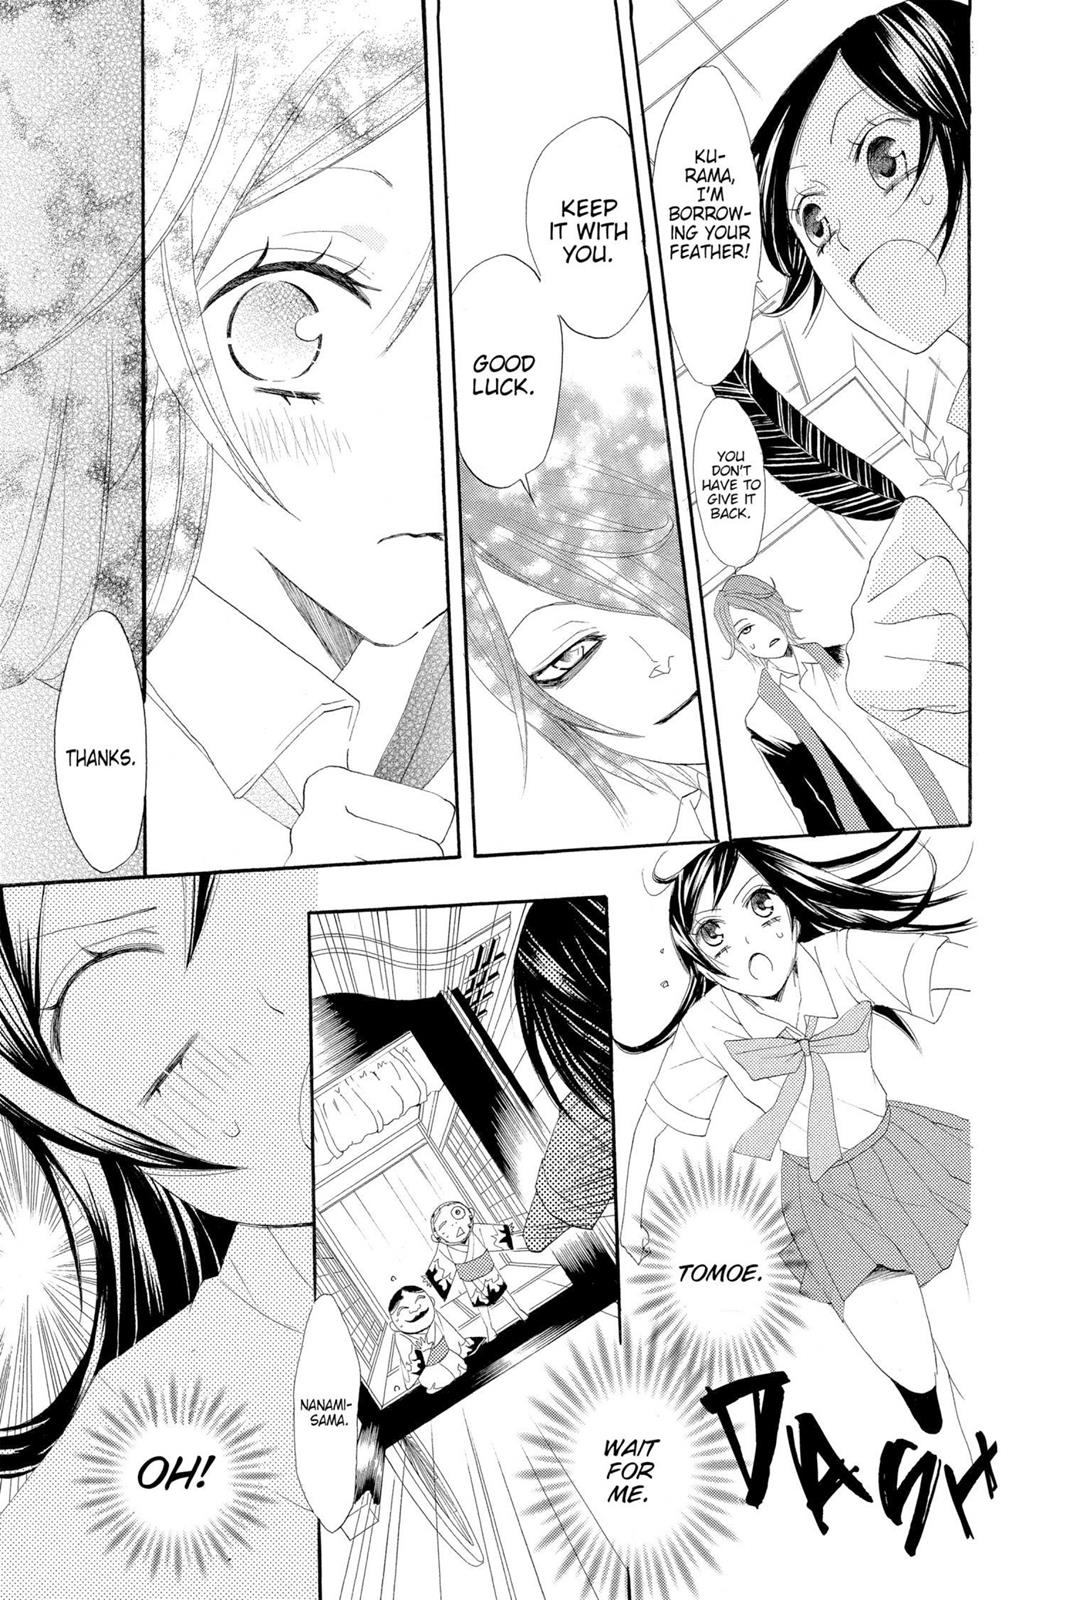 KU-
RAMA,
I'M
BORROW-
ING YOUR
FEATHER!
YOU
DON'T
HAVE TO
GIVE IT
BACK.
KEEP
IT WITH
YOU.
GOOD
LUCK.
THANKS.
TOMOE.
DASH
WAIT
FOR
ME.
NANAMI-
SAMA.
OH!